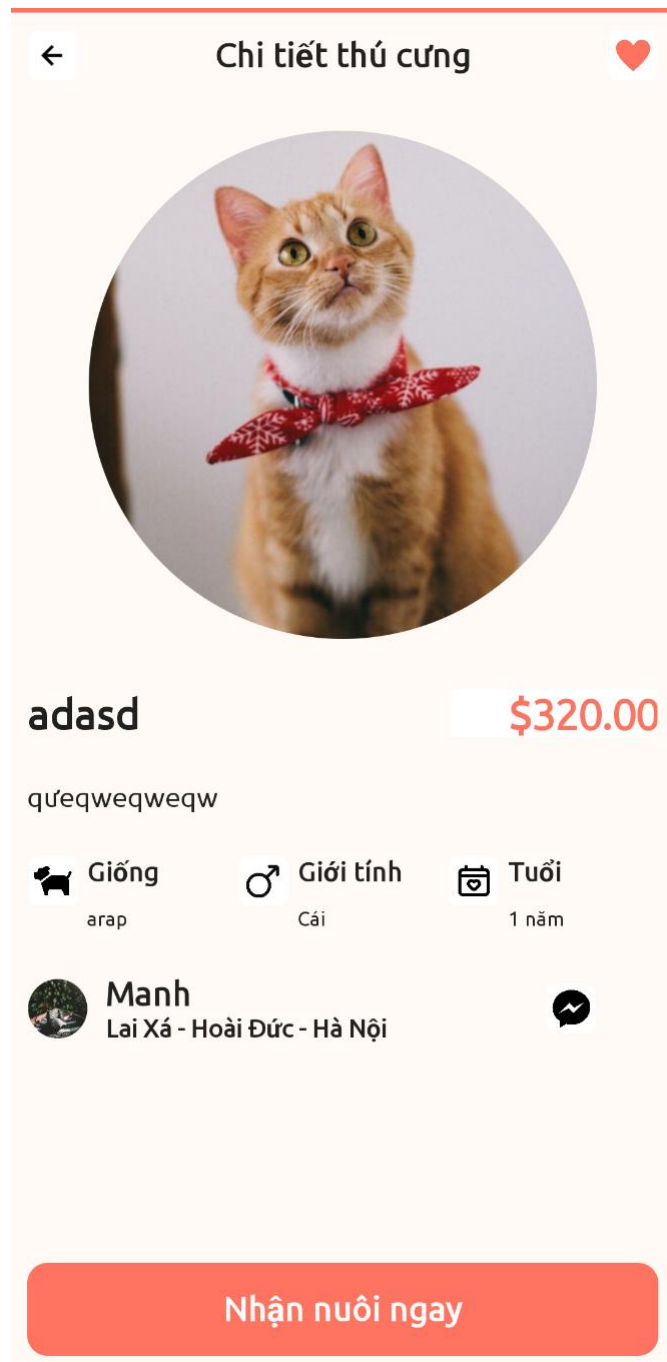 Chi tiết thú cưng
adasd
$320.00
qưeqweqweqw
Giống
Giới tính
Tuổi
arap
Cái
1 năm
Manh
Lai Xá - Hoài Đức - Hà Nội
Nhận nuôi ngay